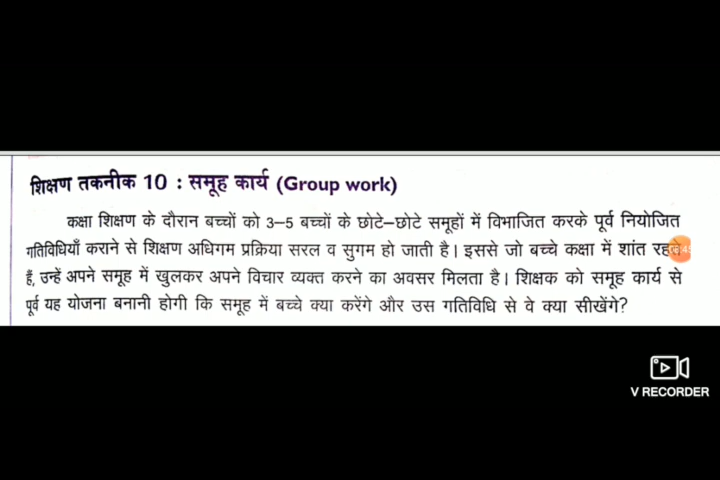 शिक्षण तकनीक 10 : समूह कार्य (Group work)
कक्षा शिक्षण के दौरान बच्चों को 3–5 बच्चों के छोटे–छोटे समूहों में विभाजित करके पूर्व नियोजित
गतिविधियाँ कराने से शिक्षण अधिगम प्रक्रिया सरल व सुगम हो जाती है। इससे जो बच्चे कक्षा में शांत रहते
हैं, उन्हें अपने समूह में खुलकर अपने विचार व्यक्त करने का अवसर मिलता है। शिक्षक को समूह कार्य से
पूर्व यह योजना बनानी होगी कि समूह में बच्चे क्या करेंगे और उस गतिविधि से वे क्या सीखेंगे?
V RECORDER